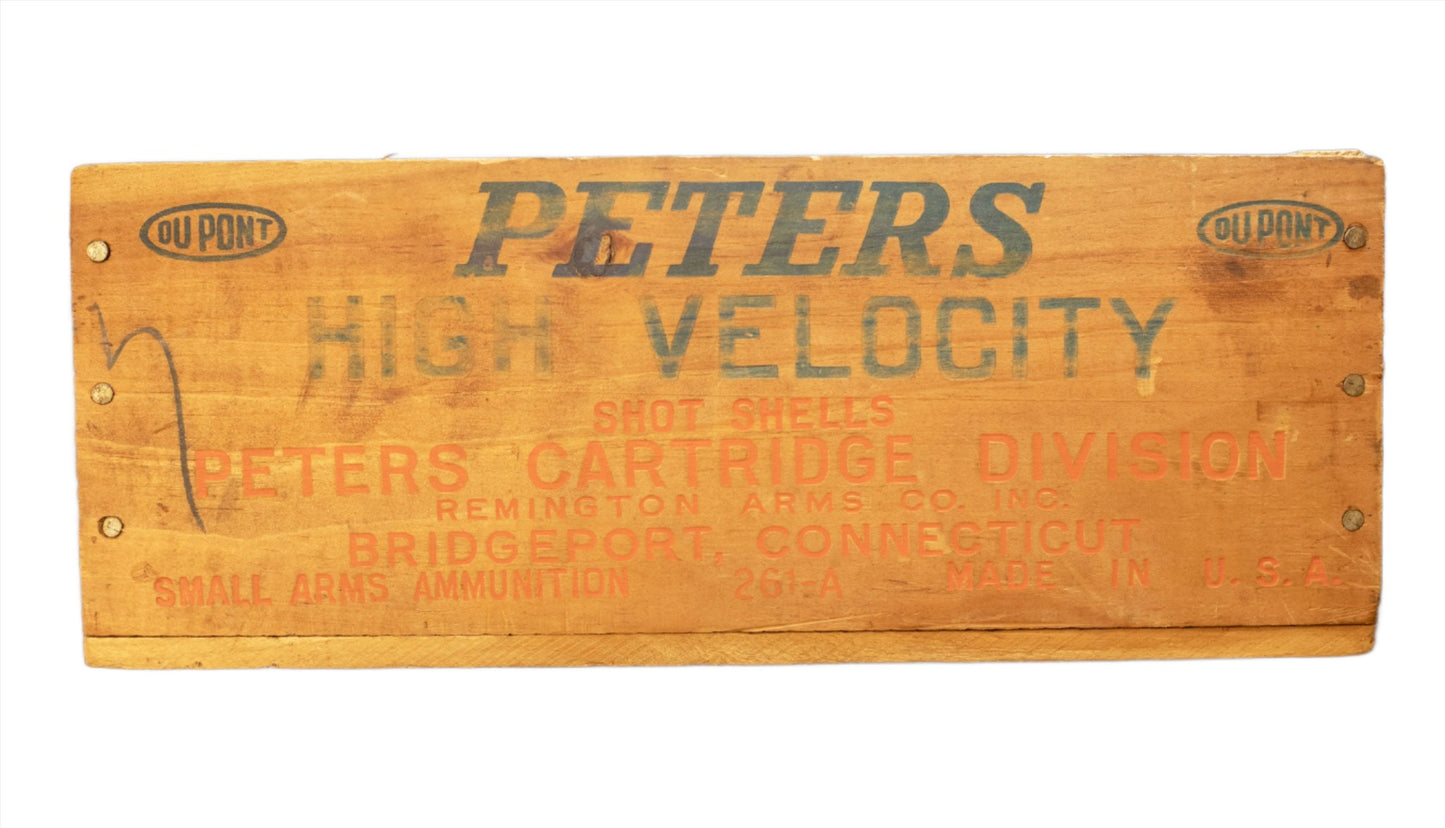 DU PONT PETERS DU PONT
HIGH VELOCITY
SHOT SHELLS
PETERS CARTRIDGE DIVISION
REMINGTON ARMS CO. INC.
BRIDGEPORT, CONNECTICUT
SMALL ARMS AMMUNITION 261-A MADE IN U.S.A.